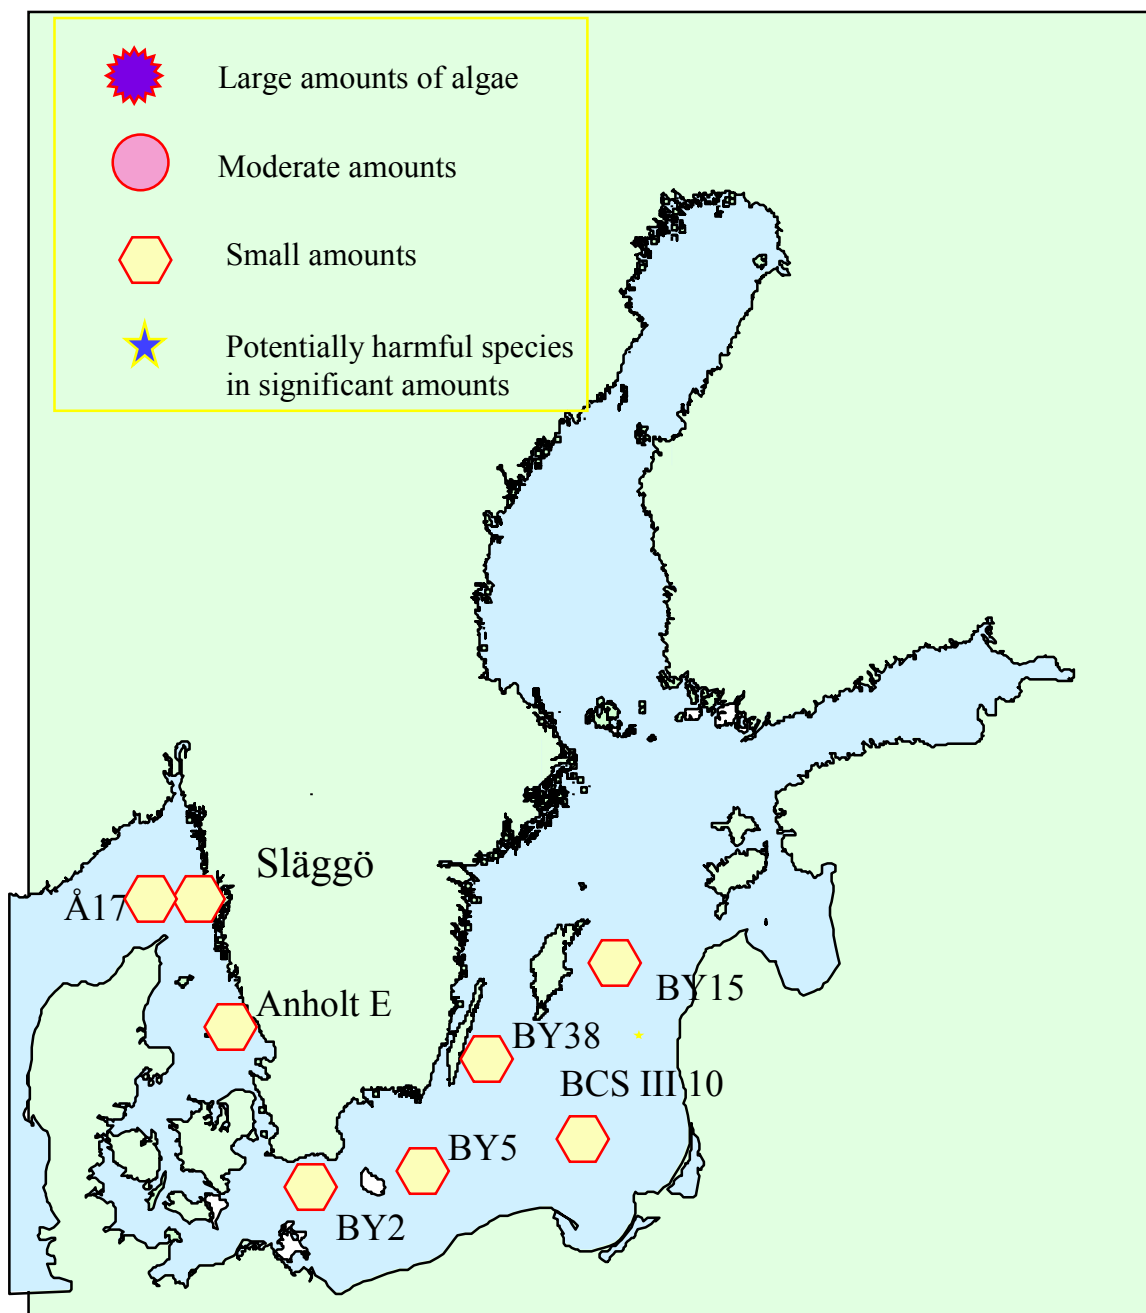 Large amounts of algae
Moderate amounts
Small amounts
Potentially harmful species
in significant amounts
Släggö
Å17
Anholt E
BY15
BY38
BCS III 10
BY5
BY2